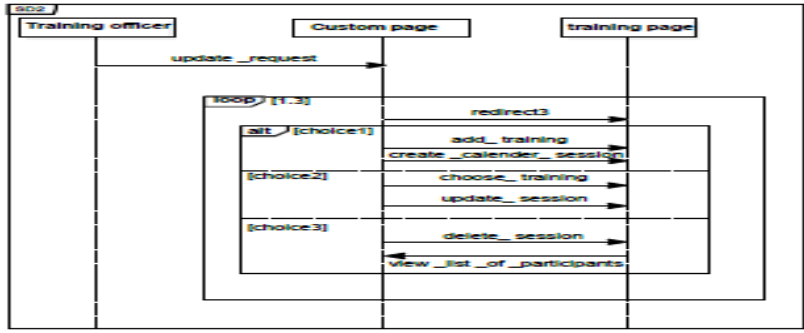 SD2
Training officer Custom page training page
update _request
loop [1.3]
redirect3
alt [choice1]
add_ training
create _calender_ session
[choice2]
choose_ training
update_ session
[choice3]
delete_ session
view _list _of _participants